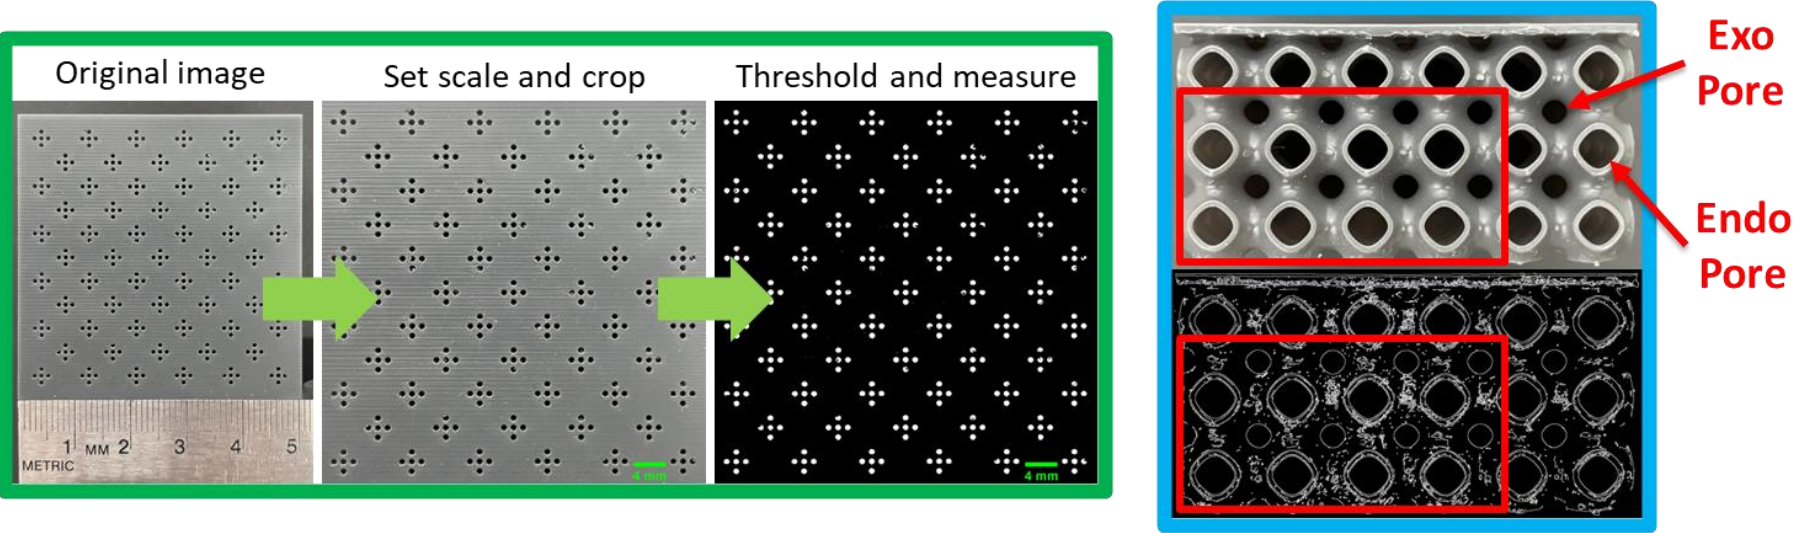 Original image
Set scale and crop
Threshold and measure
1 MM 2 3 4 5
METRIC
4 mm
4 mm
Exo
Pore
Endo
Pore